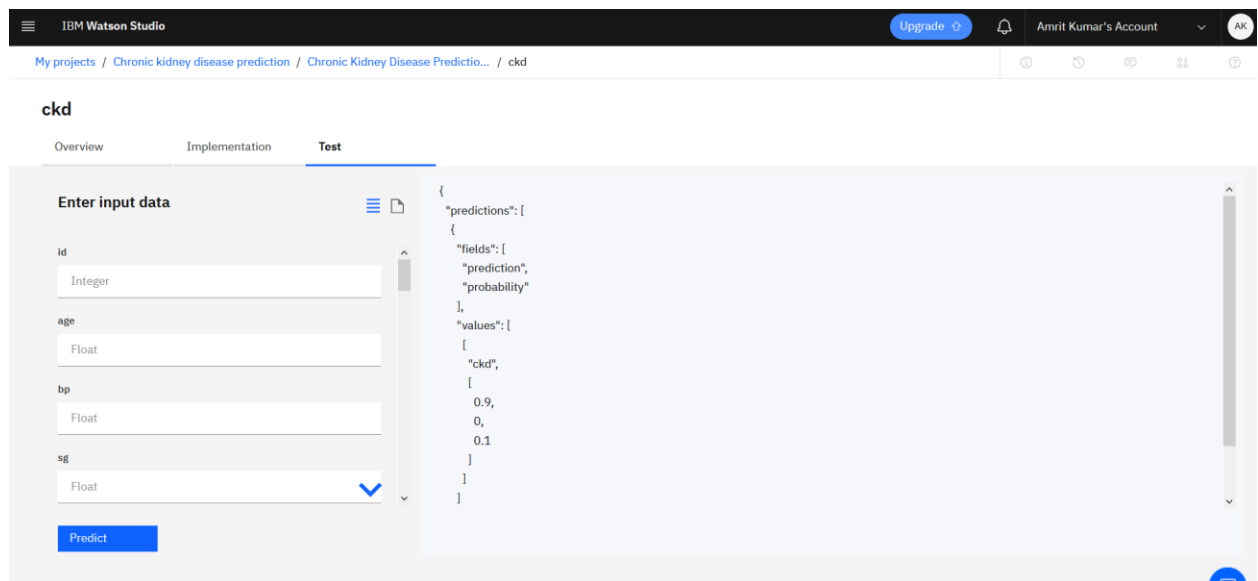 IBM Watson Studio
Upgrade
Amrit Kumar's Account
AK
My projects / Chronic kidney disease prediction / Chronic Kidney Disease Predictio... / ckd
ckd
Overview
Implementation
Test
Enter input data
id
Integer
age
Float
bp
Float
sg
Float
Predict
{
"predictions": [
{
"fields": [
"prediction",
"probability"
],
"values": [
[
"ckd",
[
0.9,
0,
0.1
]
]
]